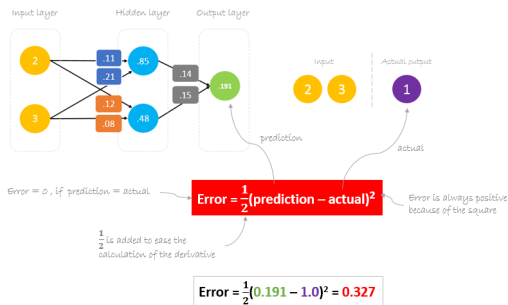 Input layer
Hidden layer
Output layer
2
3
.11
.21
.12
.08
.85
.48
.14
.15
.191
Input
Actual output
2 3
1
prediction
actual
Error = 0 , if prediction = actual
Error = 1/2(prediction – actual)²
Error is always positive
because of the square
1/2 is added to ease the
calculation of the derivative
Error = 1/2(0.191 – 1.0)² = 0.327